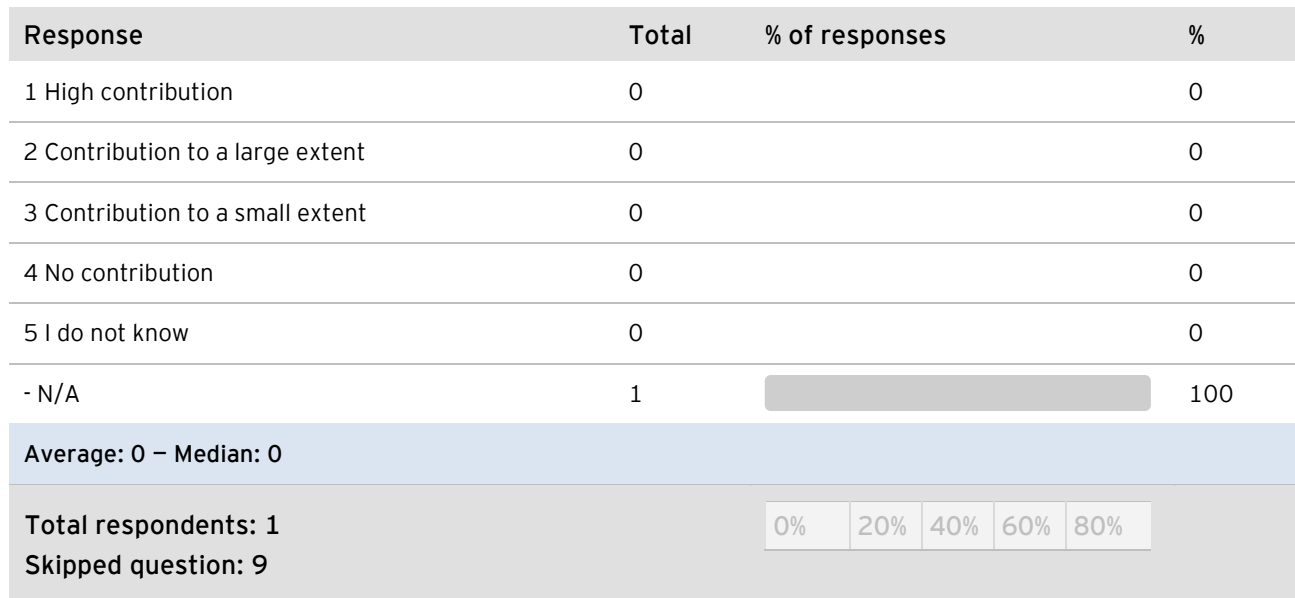 Response Total % of responses %
1 High contribution 0 0
2 Contribution to a large extent 0 0
3 Contribution to a small extent 0 0
4 No contribution 0 0
5 I do not know 0 0
- N/A 1 100
Average: 0 — Median: 0
Total respondents: 1 0% 20% 40% 60% 80%
Skipped question: 9